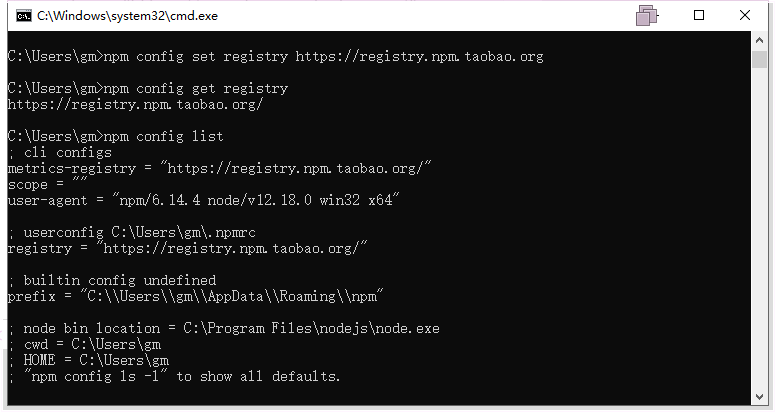 C:\Windows\system32\cmd.exe
C:\Users\gm>npm config set registry https://registry.npm.taobao.org
C:\Users\gm>npm config get registry
https://registry.npm.taobao.org/
C:\Users\gm>npm config list
; cli configs
metrics-registry = "https://registry.npm.taobao.org/"
scope = ""
user-agent = "npm/6.14.4 node/v12.18.0 win32 x64"
; userconfig C:\Users\gm\.npmrc
registry = "https://registry.npm.taobao.org/"
; builtin config undefined
prefix = "C:\\Users\\gm\\AppData\\Roaming\\npm"
; node bin location = C:\Program Files\nodejs\node.exe
; cwd = C:\Users\gm
; HOME = C:\Users\gm
; "npm config ls -l" to show all defaults.